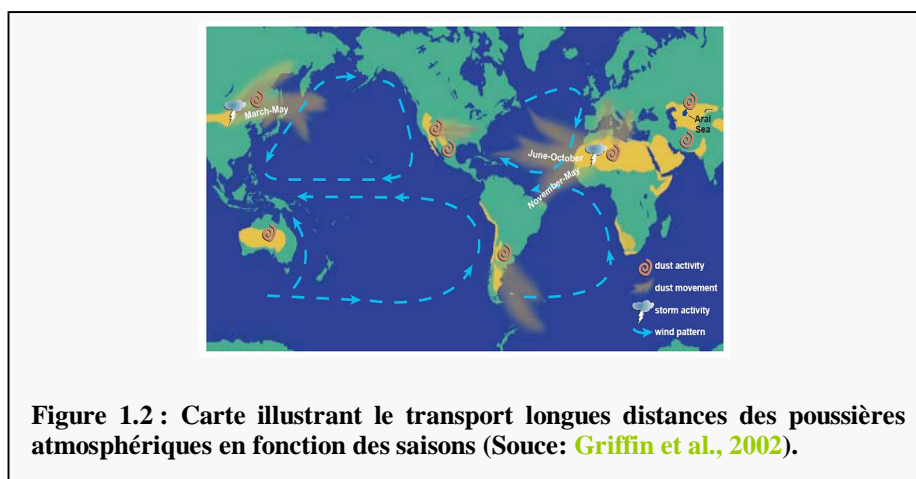 March-May
Aral
Sea
June-October
November-May
dust activity
dust movement
storm activity
wind pattern
Figure 1.2 : Carte illustrant le transport longues distances des poussières
atmosphériques en fonction des saisons (Souce: Griffin et al., 2002).